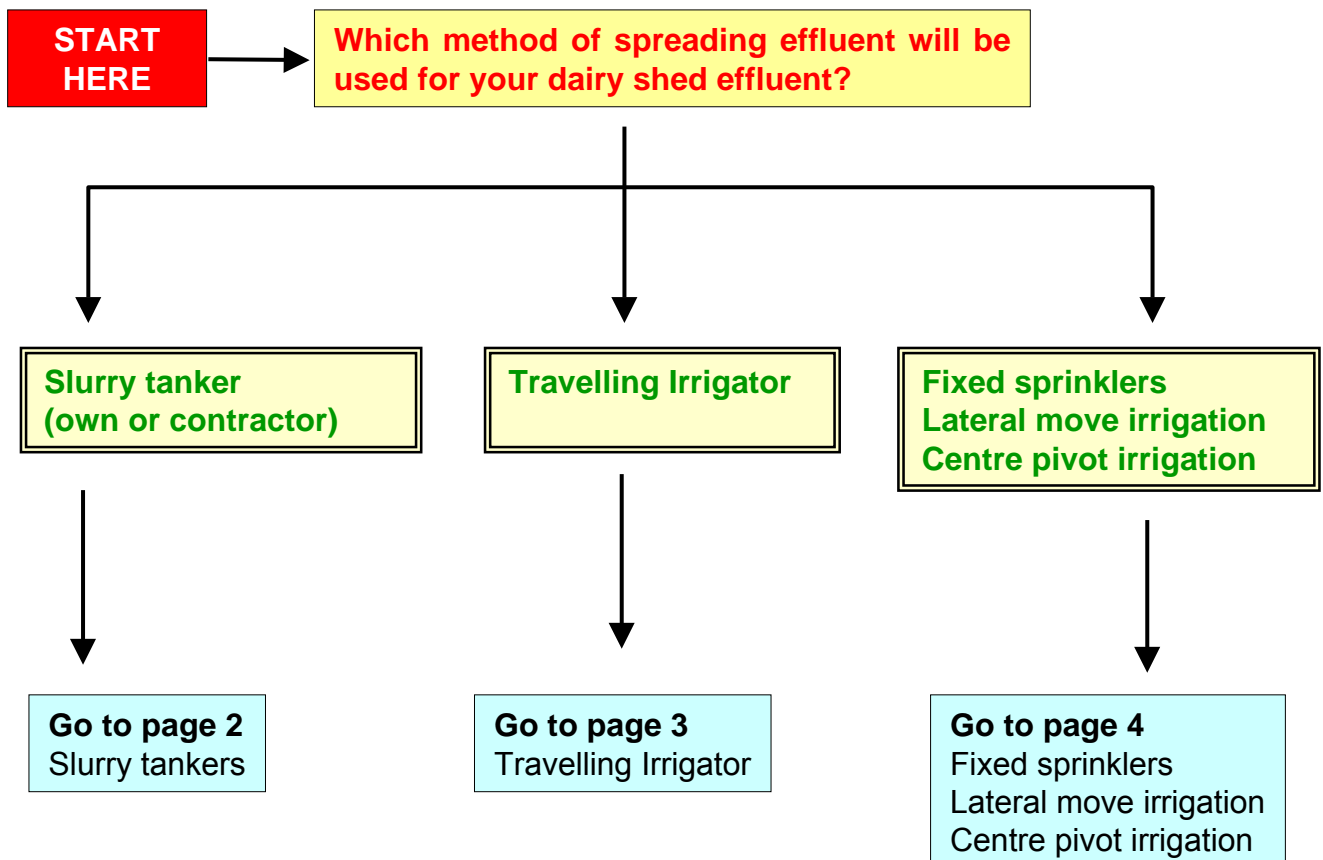 START
HERE
Which method of spreading effluent will be
used for your dairy shed effluent?
Slurry tanker
(own or contractor)
Travelling Irrigator
Fixed sprinklers
Lateral move irrigation
Centre pivot irrigation
Go to page 2
Slurry tankers
Go to page 3
Travelling Irrigator
Go to page 4
Fixed sprinklers
Lateral move irrigation
Centre pivot irrigation